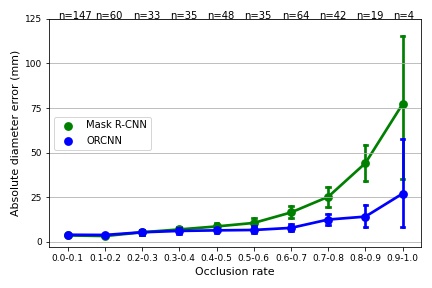 n=147 n=60 n=33 n=35 n=48 n=35 n=64 n=42 n=19 n=4
125
100
75
50
25
0
Absolute diameter error (mm)
Mask R-CNN
ORCNN
0.0-0.1 0.1-0.2 0.2-0.3 0.3-0.4 0.4-0.5 0.5-0.6 0.6-0.7 0.7-0.8 0.8-0.9 0.9-1.0
Occlusion rate